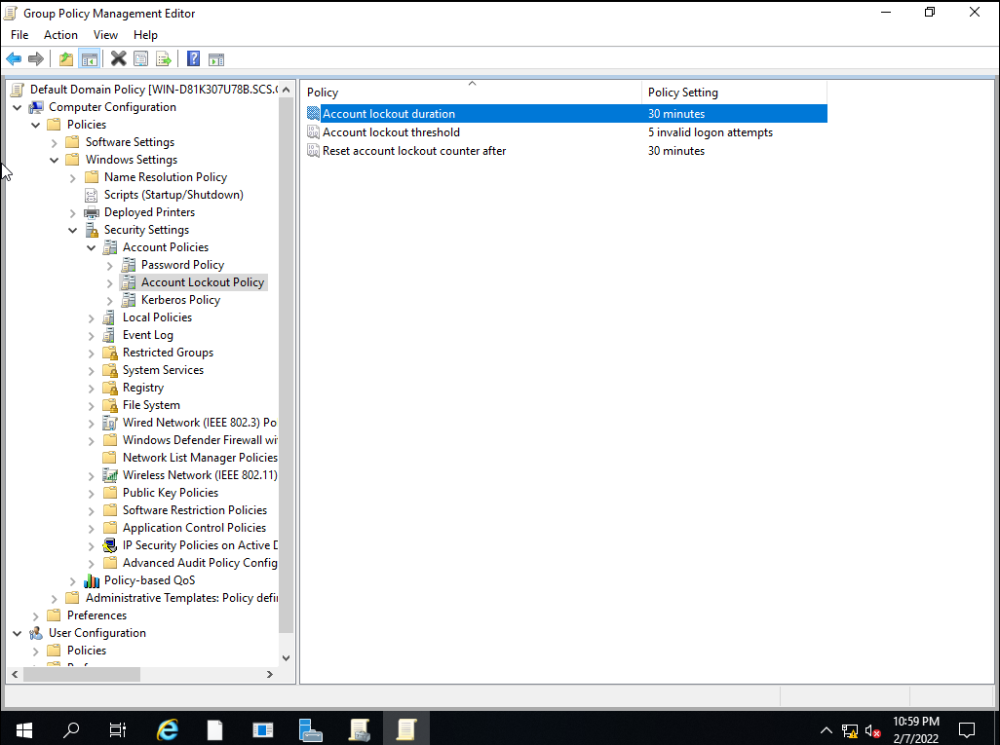 Group Policy Management Editor
File Action View Help
Default Domain Policy [WIN-D81K307U78B.SCS.
Computer Configuration
Policies
Software Settings
Windows Settings
Name Resolution Policy
Scripts (Startup/Shutdown)
Deployed Printers
Security Settings
Account Policies
Password Policy
Account Lockout Policy
Kerberos Policy
Local Policies
Event Log
Restricted Groups
System Services
Registry
File System
Wired Network (IEEE 802.3) Po
Windows Defender Firewall wi
Network List Manager Policies
Wireless Network (IEEE 802.11)
Public Key Policies
Software Restriction Policies
Application Control Policies
IP Security Policies on Active D
Advanced Audit Policy Config
Policy-based QoS
Administrative Templates: Policy defi
Preferences
User Configuration
Policies
Policy Policy Setting
Account lockout duration 30 minutes
Account lockout threshold 5 invalid logon attempts
Reset account lockout counter after 30 minutes
10:59 PM
2/7/2022